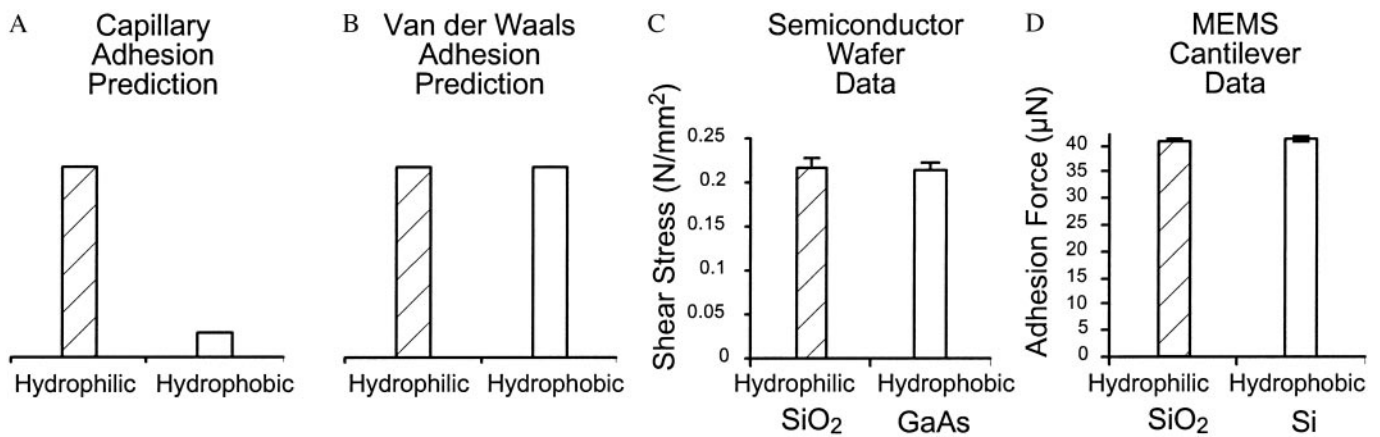 A
Capillary
Adhesion
Prediction
Hydrophilic
Hydrophobic
B
Van der Waals
Adhesion
Prediction
Hydrophilic
Hydrophobic
C
Semiconductor
Wafer
Data
Shear Stress (N/mm²)
0.25
0.2
0.15
0.1
0.05
0
Hydrophilic
Hydrophobic
SiO₂
GaAs
D
MEMS
Cantilever
Data
Adhesion Force (µN)
40
35
30
25
20
15
10
5
0
Hydrophilic
Hydrophobic
SiO₂
Si